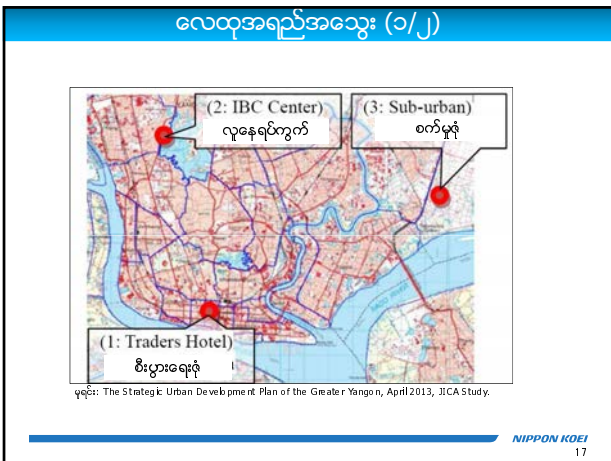 လေထုအရည်အသွေး (၁/၂)
(2: IBC Center)
လူနေရပ်ကွက်
(3: Sub-urban)
စက်မှုဇုံ
(1: Traders Hotel)
စီးပွားရေးဇုံ
မူရင်း: The Strategic Urban Development Plan of the Greater Yangon, April 2013, JICA Study.
NIPPON KOEI
17